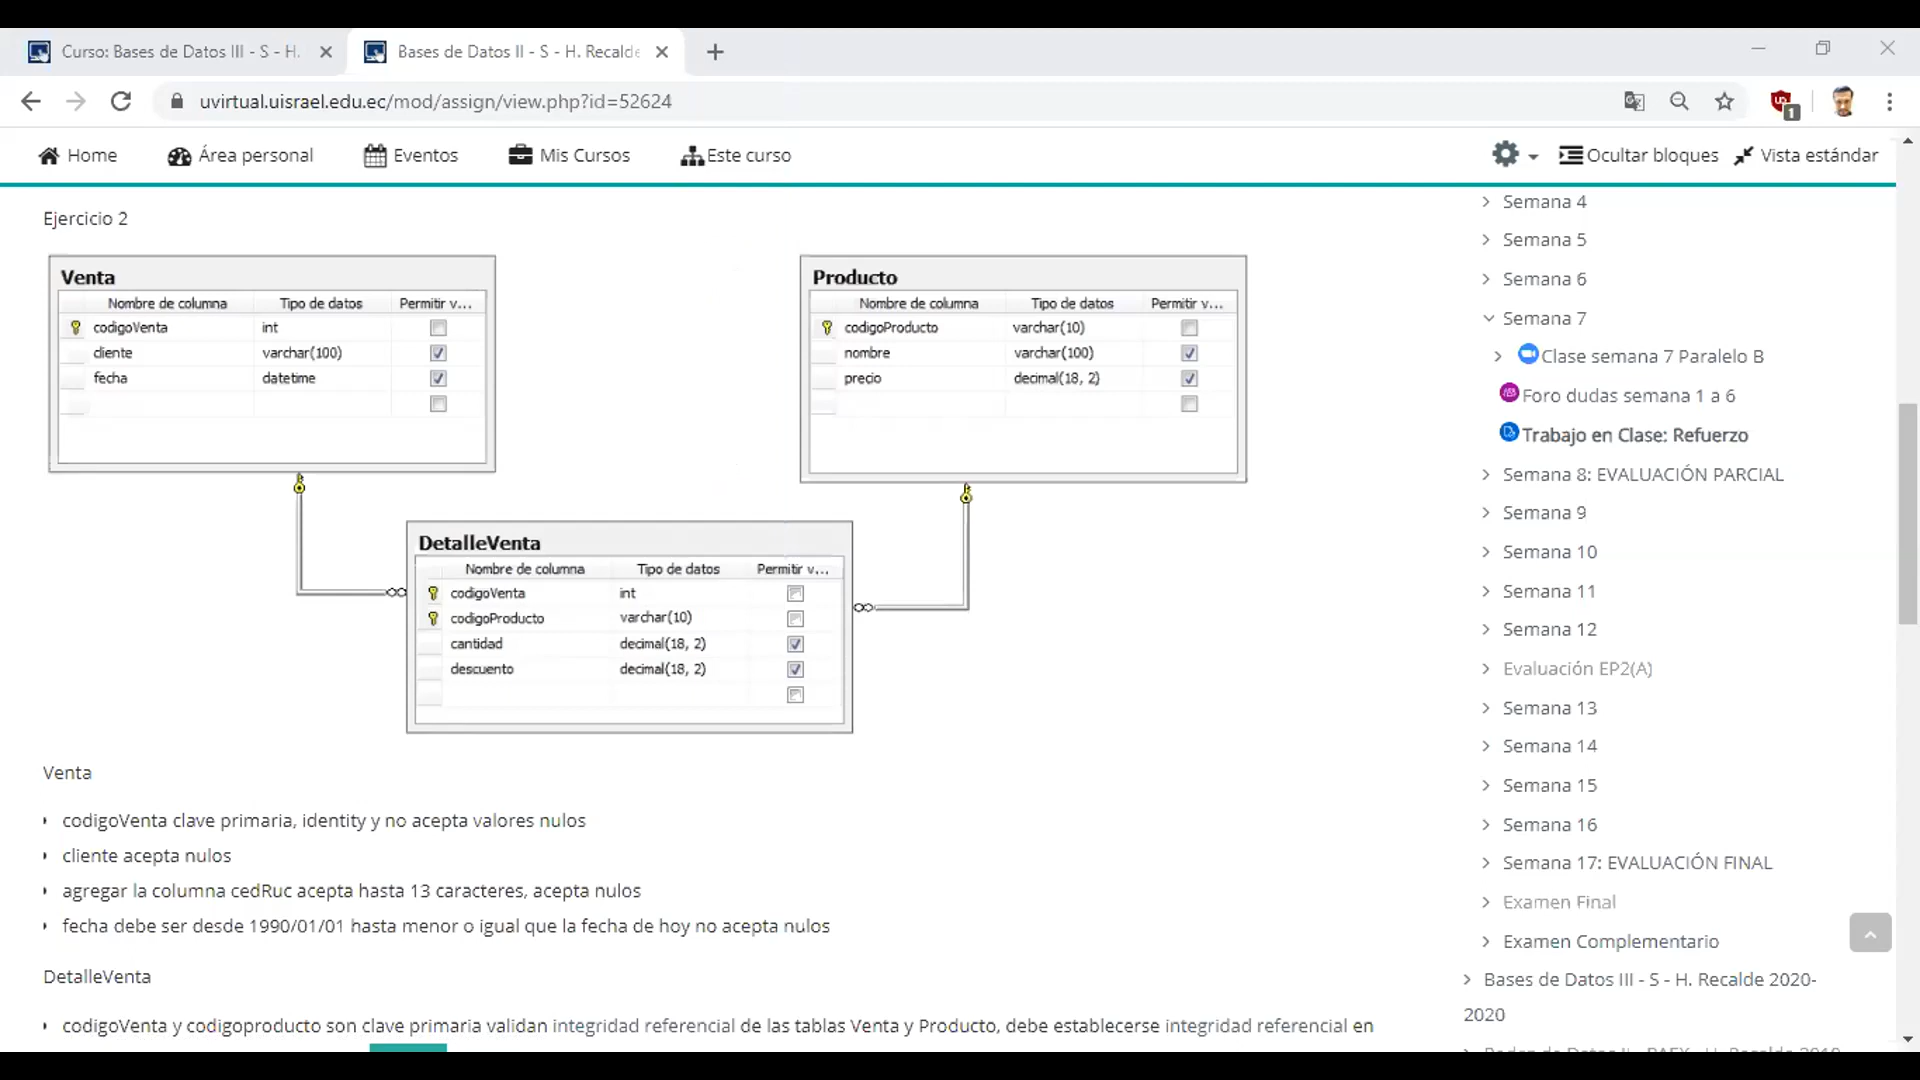 Curso: Bases de Datos III - S - H.
Bases de Datos II - S - H. Recalde
uvirtual.uisrael.edu.ec/mod/assign/view.php?id=52624
1
Home Área personal Eventos Mis Cursos Este curso Ocultar bloques Vista estándar
Ejercicio 2
Venta
Nombre de columna Tipo de datos Permitir v...
codigoVenta int
cliente varchar(100)
fecha datetime
Producto
Nombre de columna Tipo de datos Permitir v...
codigoProducto varchar(10)
nombre varchar(100)
precio decimal(18, 2)
DetalleVenta
Nombre de columna Tipo de datos Permitir v...
codigoVenta int
codigoProducto varchar(10)
cantidad decimal(18, 2)
descuento decimal(18, 2)
Venta
codigoVenta clave primaria, identity y no acepta valores nulos
cliente acepta nulos
agregar la columna cedRuc acepta hasta 13 caracteres, acepta nulos
fecha debe ser desde 1990/01/01 hasta menor o igual que la fecha de hoy no acepta nulos
DetalleVenta
codigoVenta y codigoproducto son clave primaria validan integridad referencial de las tablas Venta y Producto, debe establecerse integridad referencial en
Semana 4
Semana 5
Semana 6
Semana 7
Clase semana 7 Paralelo B
Foro dudas semana 1 a 6
Trabajo en Clase: Refuerzo
Semana 8: EVALUACIÓN PARCIAL
Semana 9
Semana 10
Semana 11
Semana 12
Evaluación EP2(A)
Semana 13
Semana 14
Semana 15
Semana 16
Semana 17: EVALUACIÓN FINAL
Examen Final
Examen Complementario
Bases de Datos III - S - H. Recalde 2020-
2020